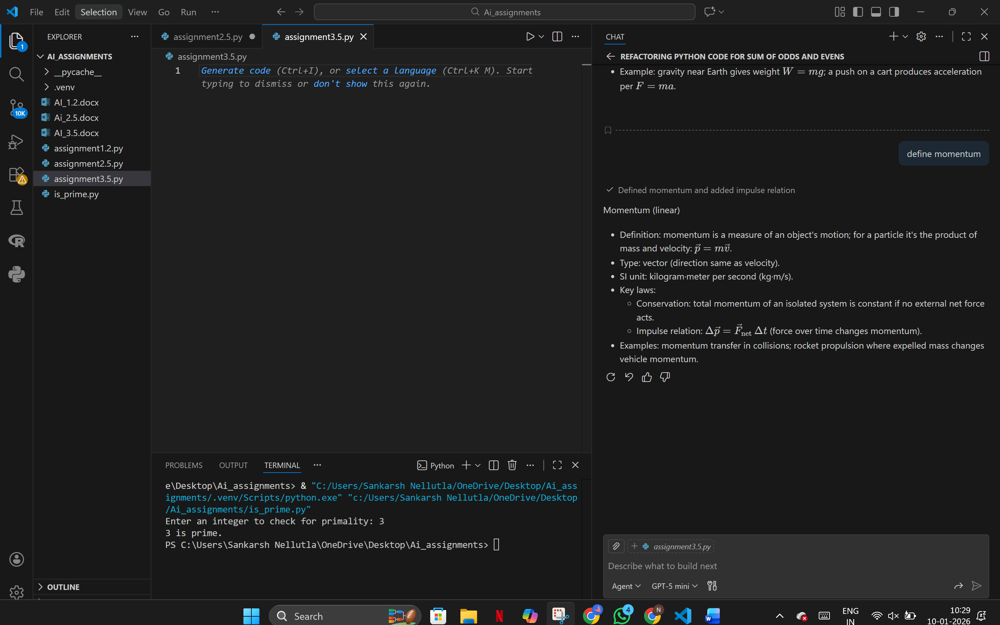 File Edit Selection View Go Run ···
Ai_assignments
EXPLORER ···
1
AI_ASSIGNMENTS
__pycache__
.venv
AI_1.2.docx
Ai_2.5.docx
AI_3.5.docx
assignment1.2.py
assignment2.5.py
assignment3.5.py
is_prime.py
10K
OUTLINE
assignment2.5.py
assignment3.5.py
assignment3.5.py
1
Generate code (Ctrl+I), or select a language (Ctrl+K M). Start
typing to dismiss or don't show this again.
PROBLEMS OUTPUT TERMINAL ···
Python
e\Desktop\Ai_assignments> & "C:/Users/Sankarsh Nellutla/OneDrive/Desktop/Ai_ass
ignments/.venv/Scripts/python.exe" "c:/Users/Sankarsh Nellutla/OneDrive/Desktop
/Ai_assignments/is_prime.py"
Enter an integer to check for primality: 3
3 is prime.
PS C:\Users\Sankarsh Nellutla\OneDrive\Desktop\Ai_assignments>
CHAT
REFACTORING PYTHON CODE FOR SUM OF ODDS AND EVENS
• Example: gravity near Earth gives weight W = mg; a push on a cart produces acceleration
per F = ma.
define momentum
Defined momentum and added impulse relation
Momentum (linear)
• Definition: momentum is a measure of an object's motion; for a particle it's the product of
mass and velocity: p⃗ = mv⃗.
• Type: vector (direction same as velocity).
• SI unit: kilogram·meter per second (kg·m/s).
• Key laws:
◦ Conservation: total momentum of an isolated system is constant if no external net force
acts.
◦ Impulse relation: Δp⃗ = F⃗net Δt (force over time changes momentum).
• Examples: momentum transfer in collisions; rocket propulsion where expelled mass changes
vehicle momentum.
assignment3.5.py
Describe what to build next
Agent GPT-5 mini
Search
N
4
N
W
ENG
IN
10:29
10-01-2026